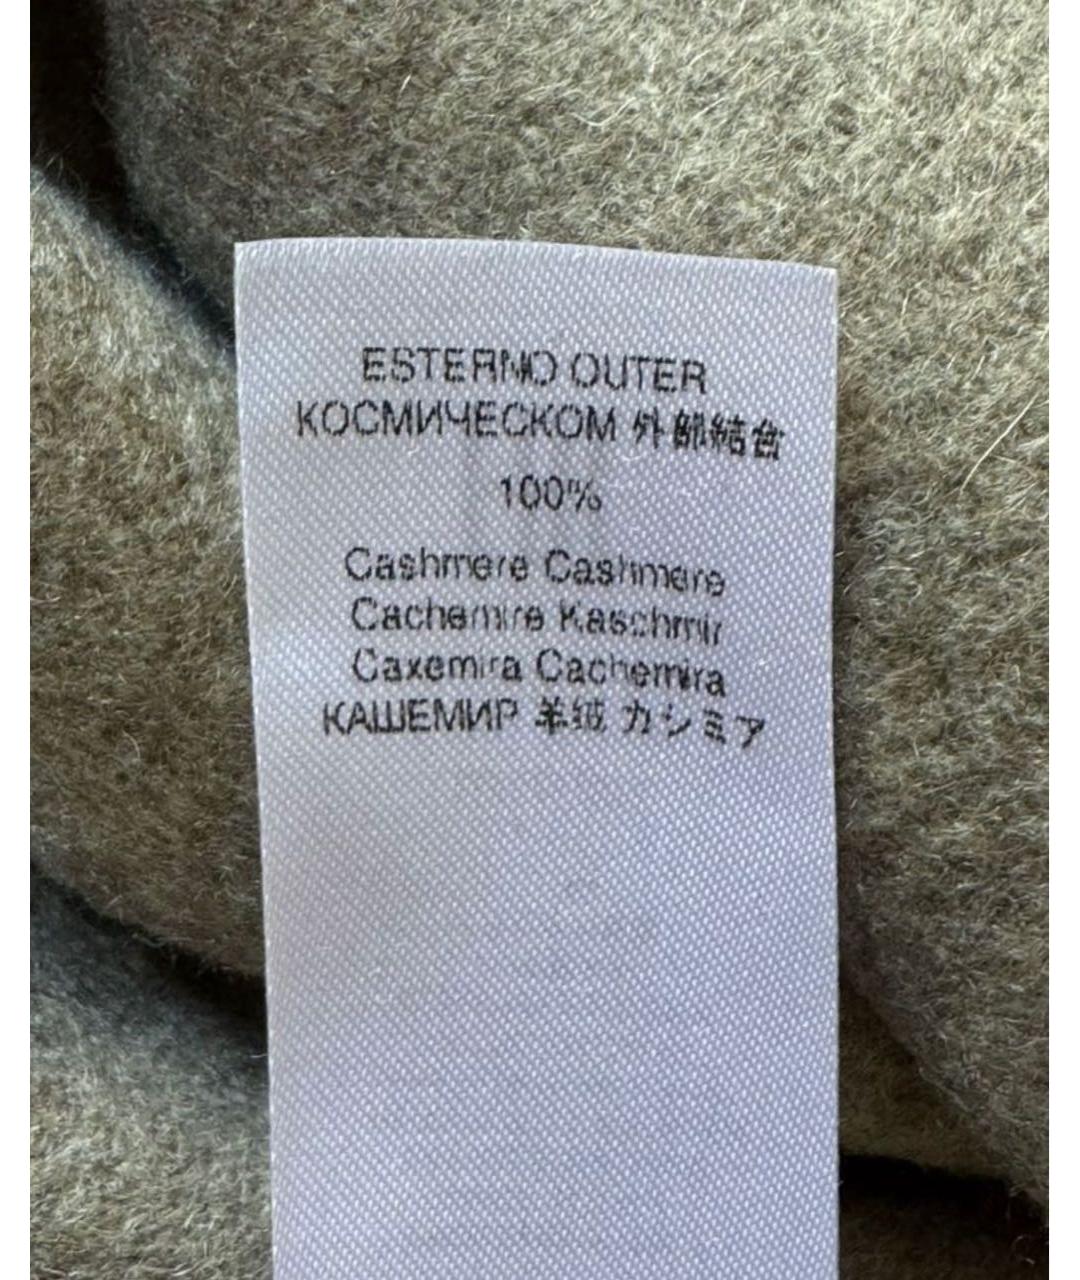 ESTERNO OUTER
КОСМИЧЕСКОМ 外部結合
100%
Cashmere Cashmere
Cachemire Kaschmir
Caxemira Cachemira
КАШЕМИР 羊绒 カシミア